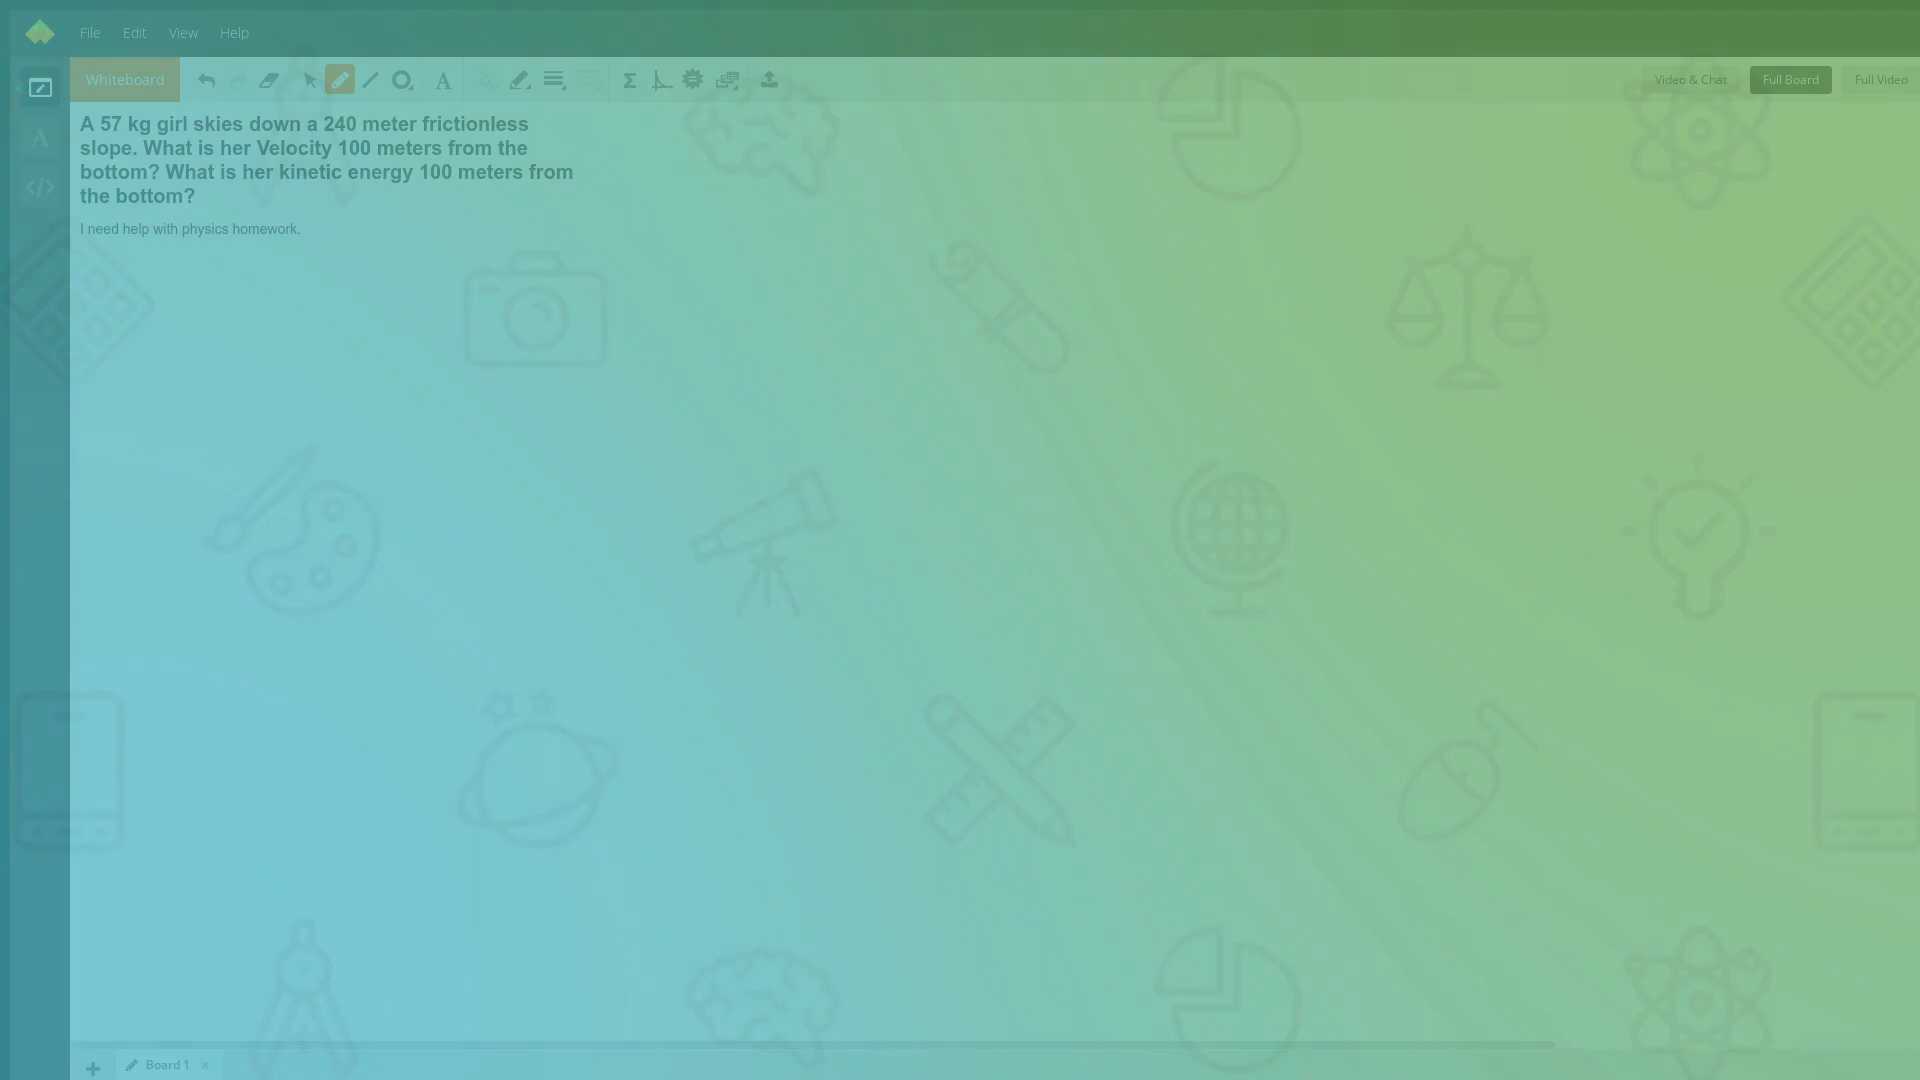 File Edit View Help
Whiteboard
A
Σ
Video & Chat Full Board Full Video
A
</>
A 57 kg girl skies down a 240 meter frictionless
slope. What is her Velocity 100 meters from the
bottom? What is her kinetic energy 100 meters from
the bottom?
I need help with physics homework.
Board 1